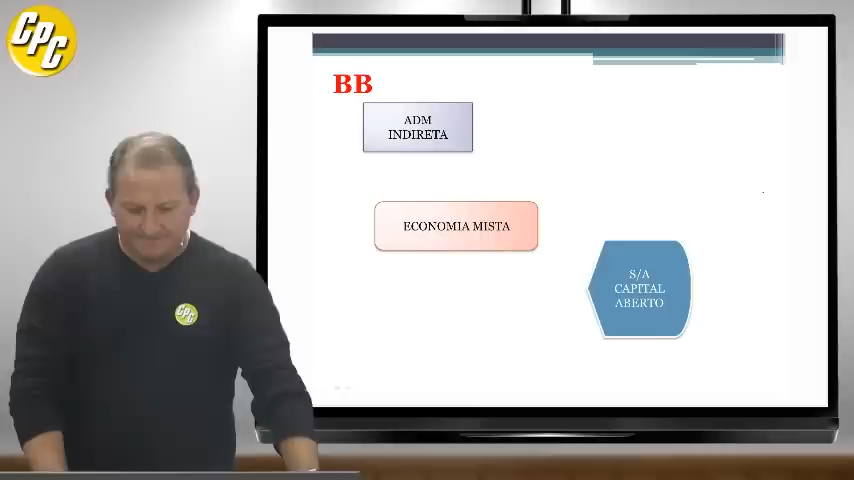 CPC
BB
ADM
INDIRETA
ECONOMIA MISTA
S/A
CAPITAL
ABERTO
CPC